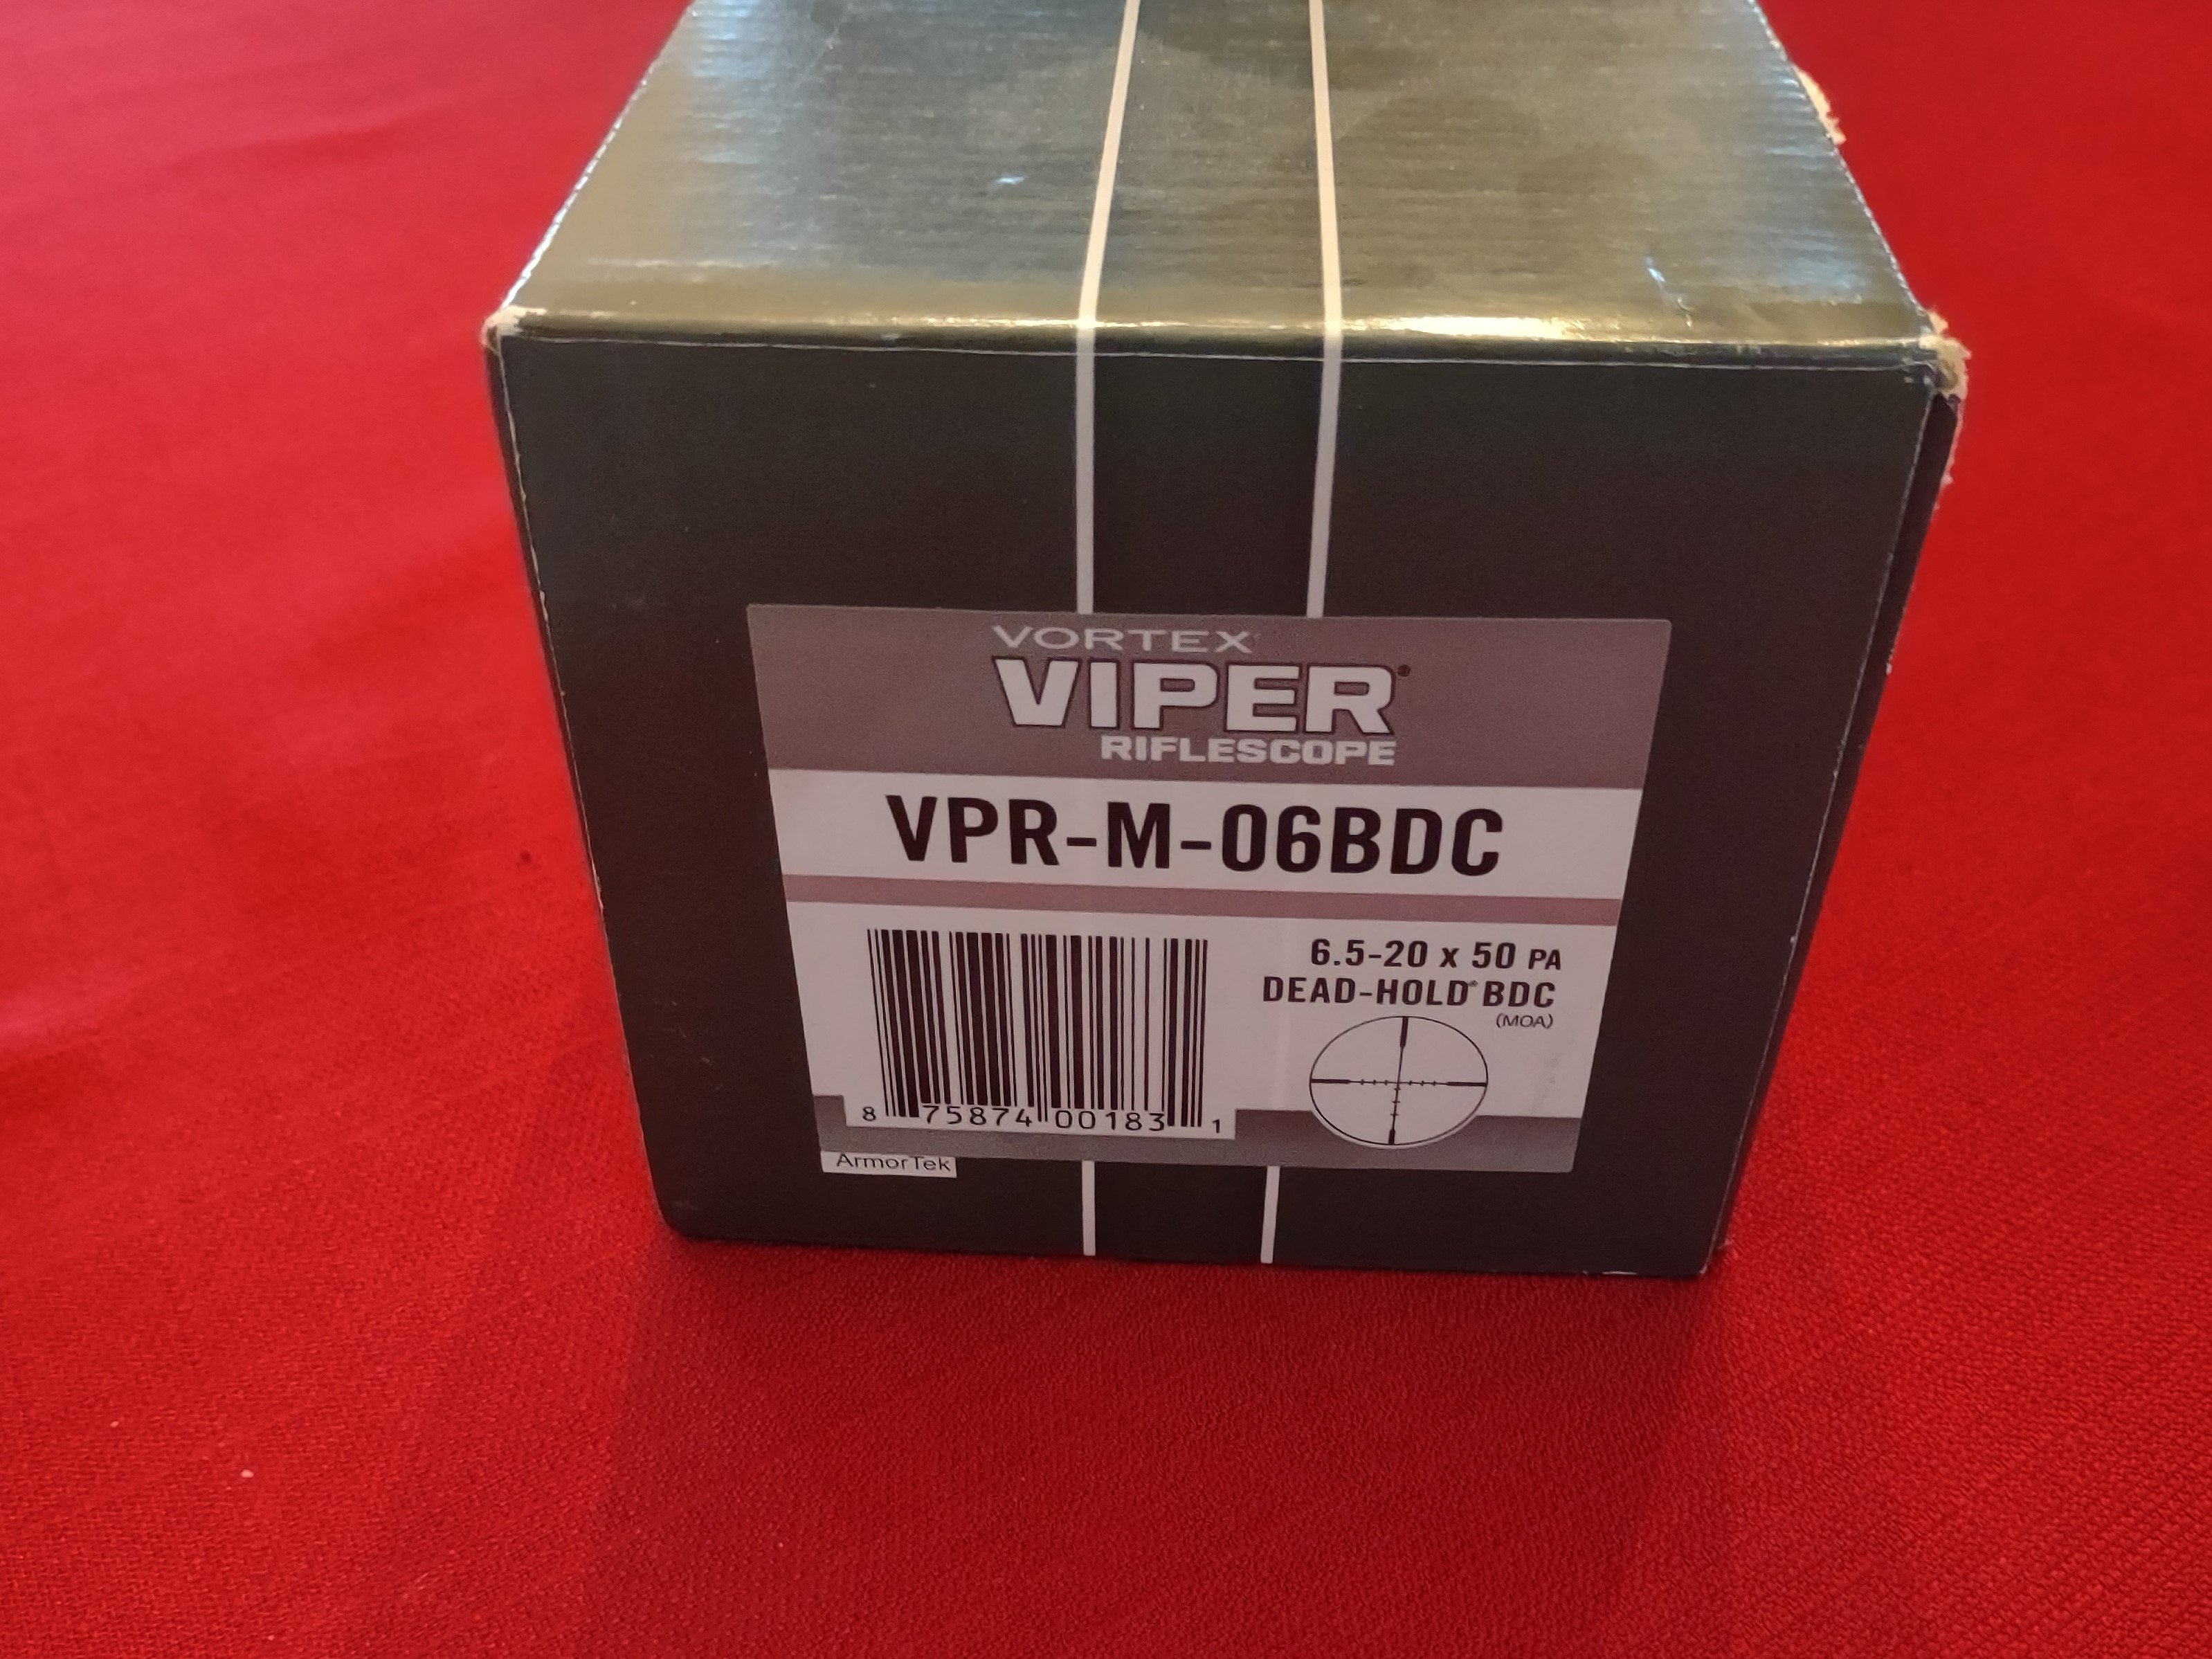 VORTEX
VIPER®
RIFLESCOPE
VPR-M-06BDC
6.5-20 x 50 PA
DEAD-HOLD® BDC
(MOA)
8 75874 00183 1
ArmorTek